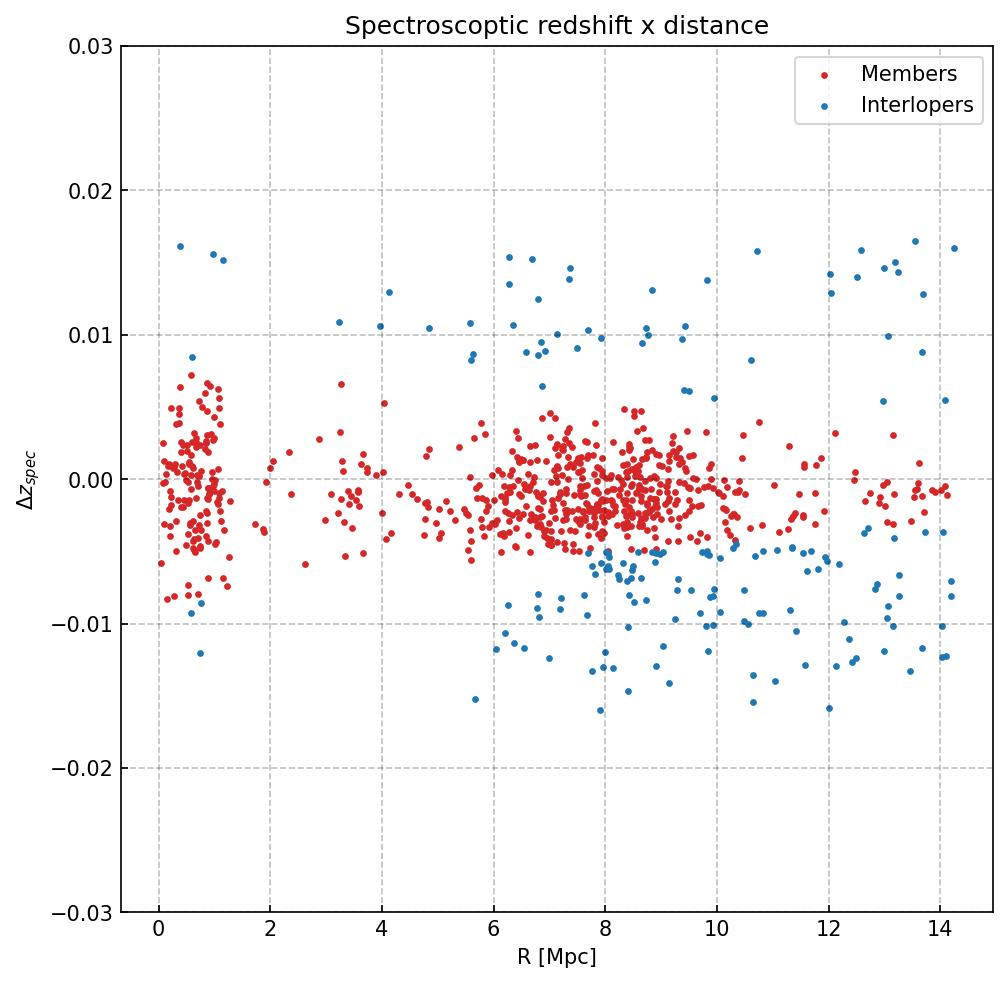 Spectroscoptic redshift x distance
0.03
0.02
0.01
0.00
−0.01
−0.02
−0.03
Δz_spec
Members
Interlopers
0 2 4 6 8 10 12 14
R [Mpc]